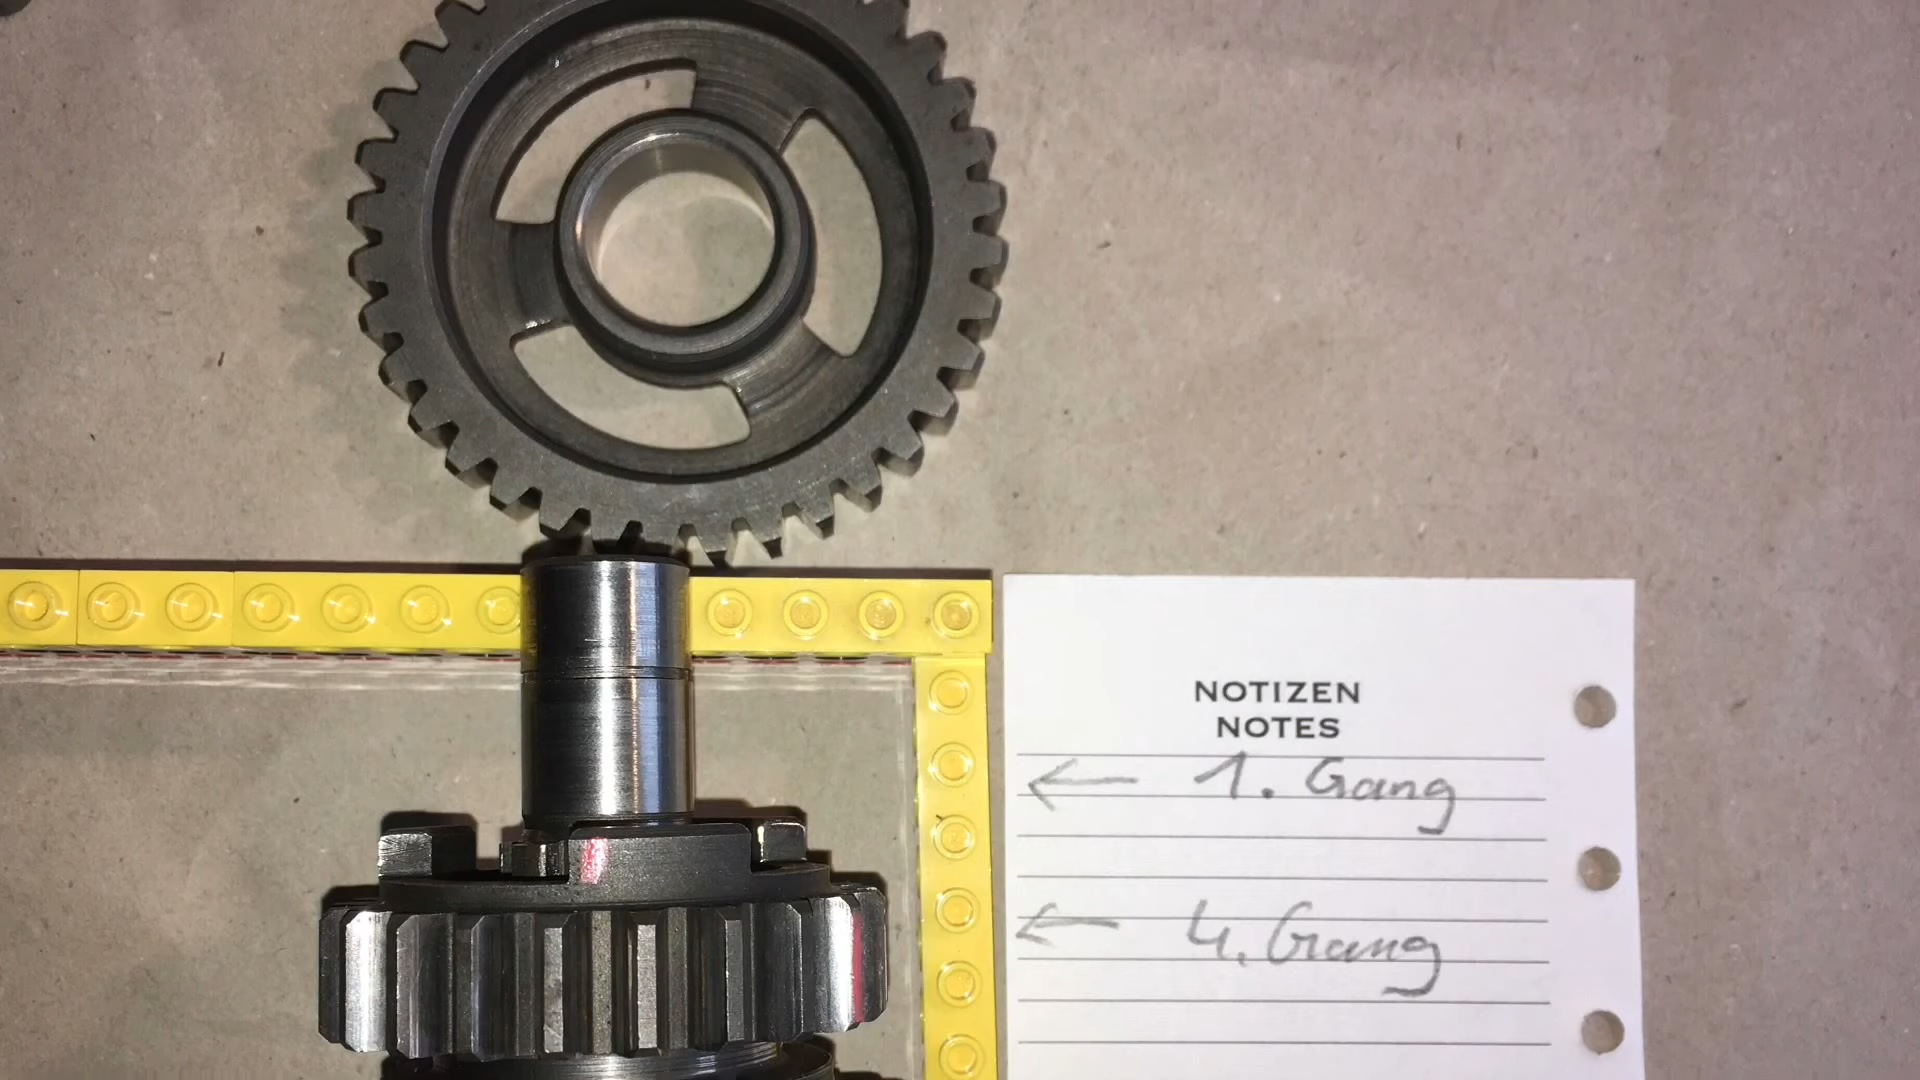 NOTIZEN
NOTES
← 1. Gang
← 4. Gang